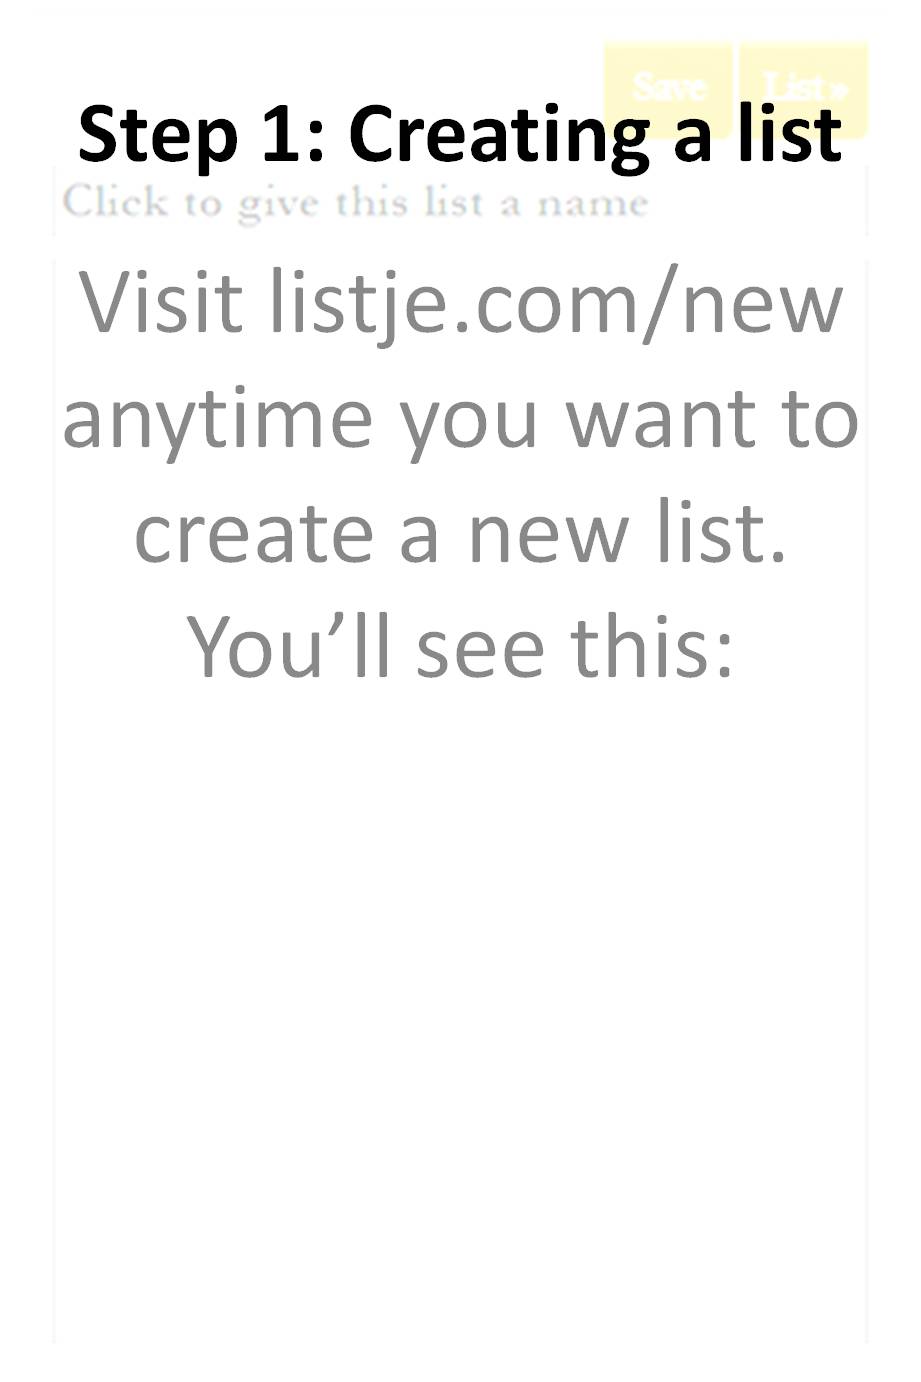 Save List»
Step 1: Creating a list
Click to give this list a name
Visit listje.com/new
anytime you want to
create a new list.
You’ll see this: